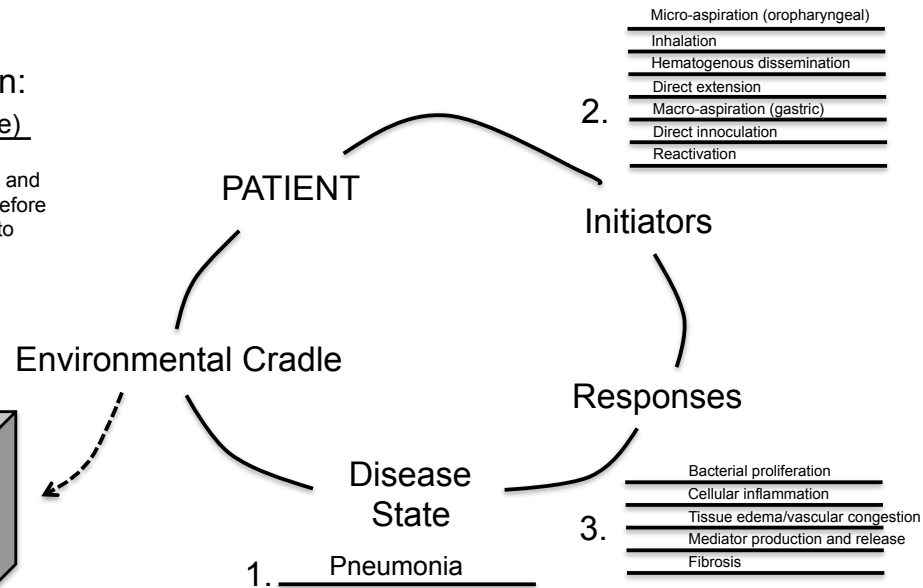 Micro-aspiration (oropharyngeal)
Inhalation
Hematogenous dissemination
Direct extension
2.
Macro-aspiration (gastric)
Direct innoculation
Reactivation
and
to
PATIENT
Initiators
Environmental Cradle
Responses
Disease
State
1. Pneumonia
3.
Bacterial proliferation
Cellular inflammation
Tissue edema/vascular congestion
Mediator production and release
Fibrosis